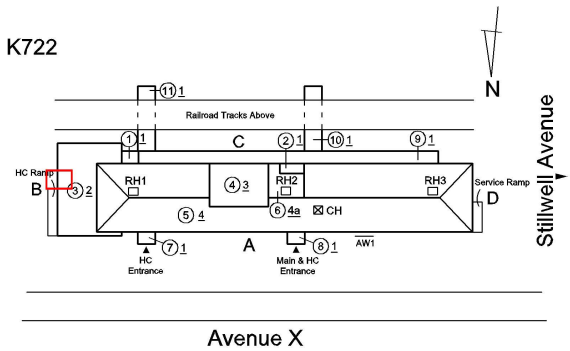 K722
N
11 1
Railroad Tracks Above
1 1
C
2 1
10 1
9 1
HC Ramp
B
3 2
RH1
4 3
RH2
RH3
Service Ramp
D
Stillwell Avenue
5 4
6 4a
CH
7 1
A
8 1
AW1
HC
Entrance
Main & HC
Entrance
Avenue X